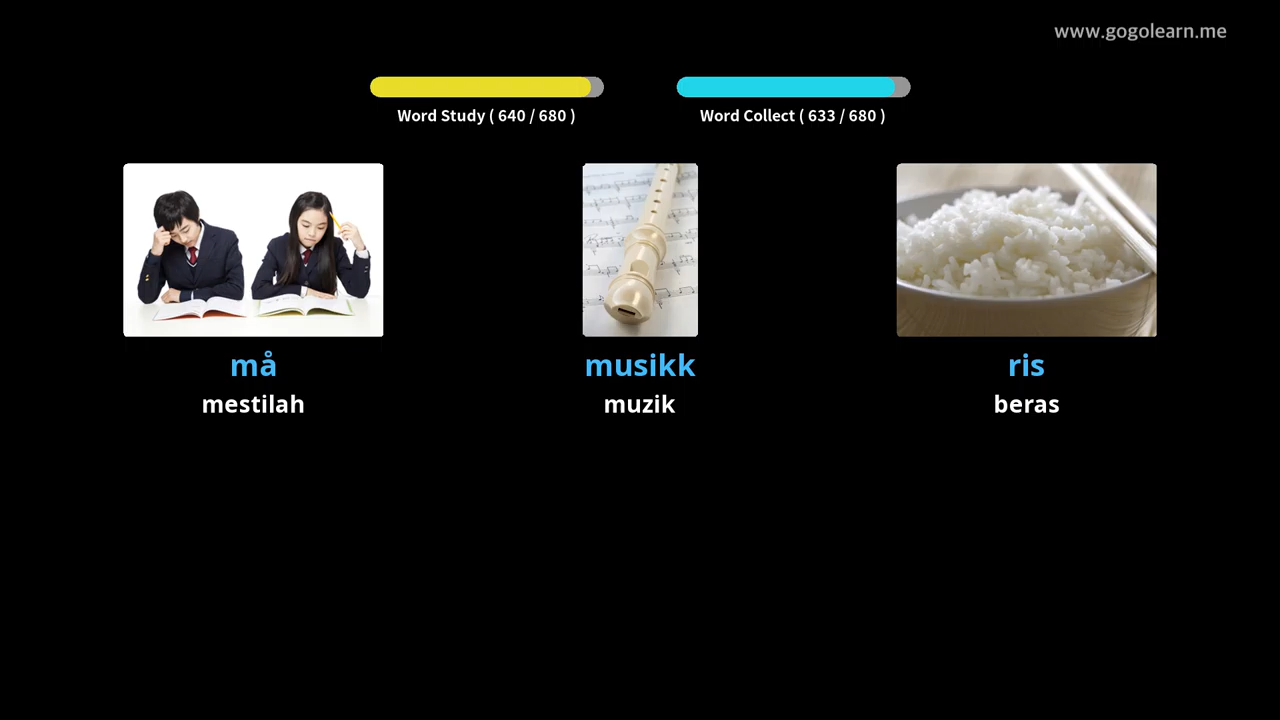 www.gogolearn.me
Word Study ( 640 / 680 )
Word Collect ( 633 / 680 )
må
musikk
ris
mestilah
muzik
beras